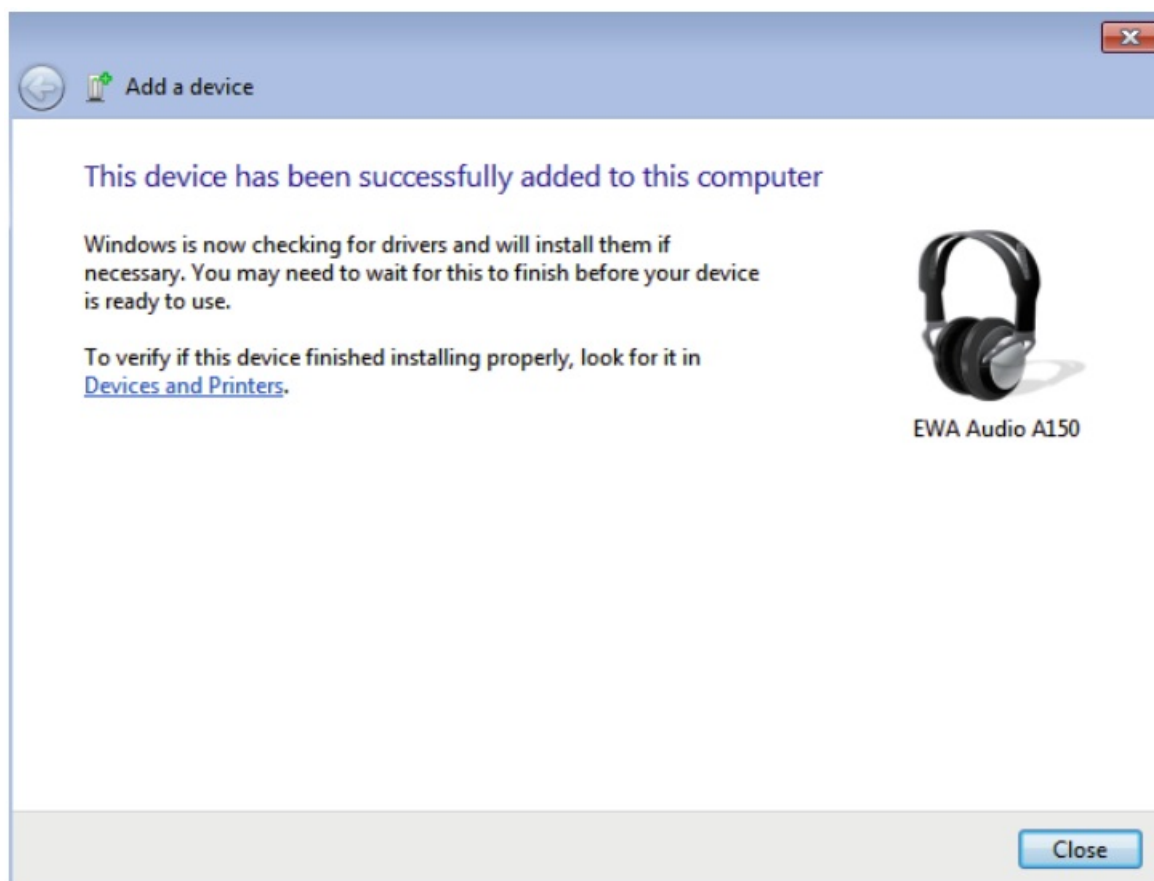 Add a device
This device has been successfully added to this computer
Windows is now checking for drivers and will install them if
necessary. You may need to wait for this to finish before your device
is ready to use.
To verify if this device finished installing properly, look for it in
Devices and Printers.
EWA Audio A150
Close